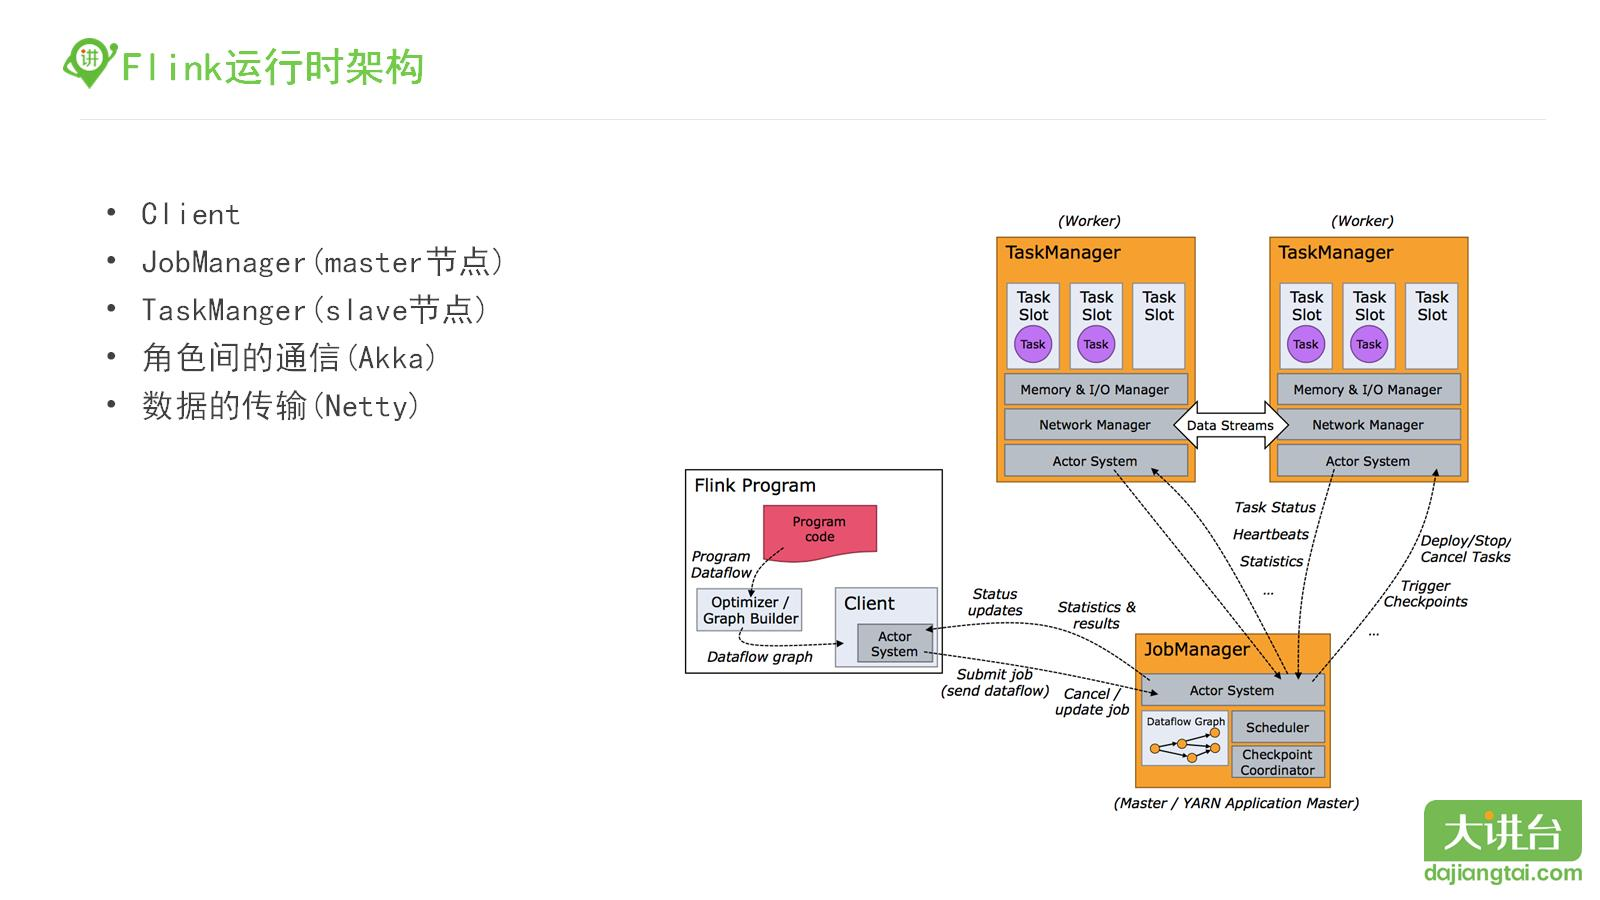 讲
Flink运行时架构
• Client
• JobManager(master节点)
• TaskManger(slave节点)
• 角色间的通信(Akka)
• 数据的传输(Netty)
(Worker)
TaskManager
Task
Slot
Task
Task
Slot
Task
Task
Slot
Memory & I/O Manager
Network Manager
Actor System
Data Streams
(Worker)
TaskManager
Task
Slot
Task
Task
Slot
Task
Task
Slot
Memory & I/O Manager
Network Manager
Actor System
Flink Program
Program
code
Program
Dataflow
Optimizer /
Graph Builder
Dataflow graph
Client
Actor
System
Status
updates
Statistics &
results
Submit job
(send dataflow)
Cancel /
update job
Task Status
Heartbeats
Statistics
...
Deploy/Stop/
Cancel Tasks
Trigger
Checkpoints
...
JobManager
Actor System
Dataflow Graph
Scheduler
Checkpoint
Coordinator
(Master / YARN Application Master)
大讲台
dajiangtai.com